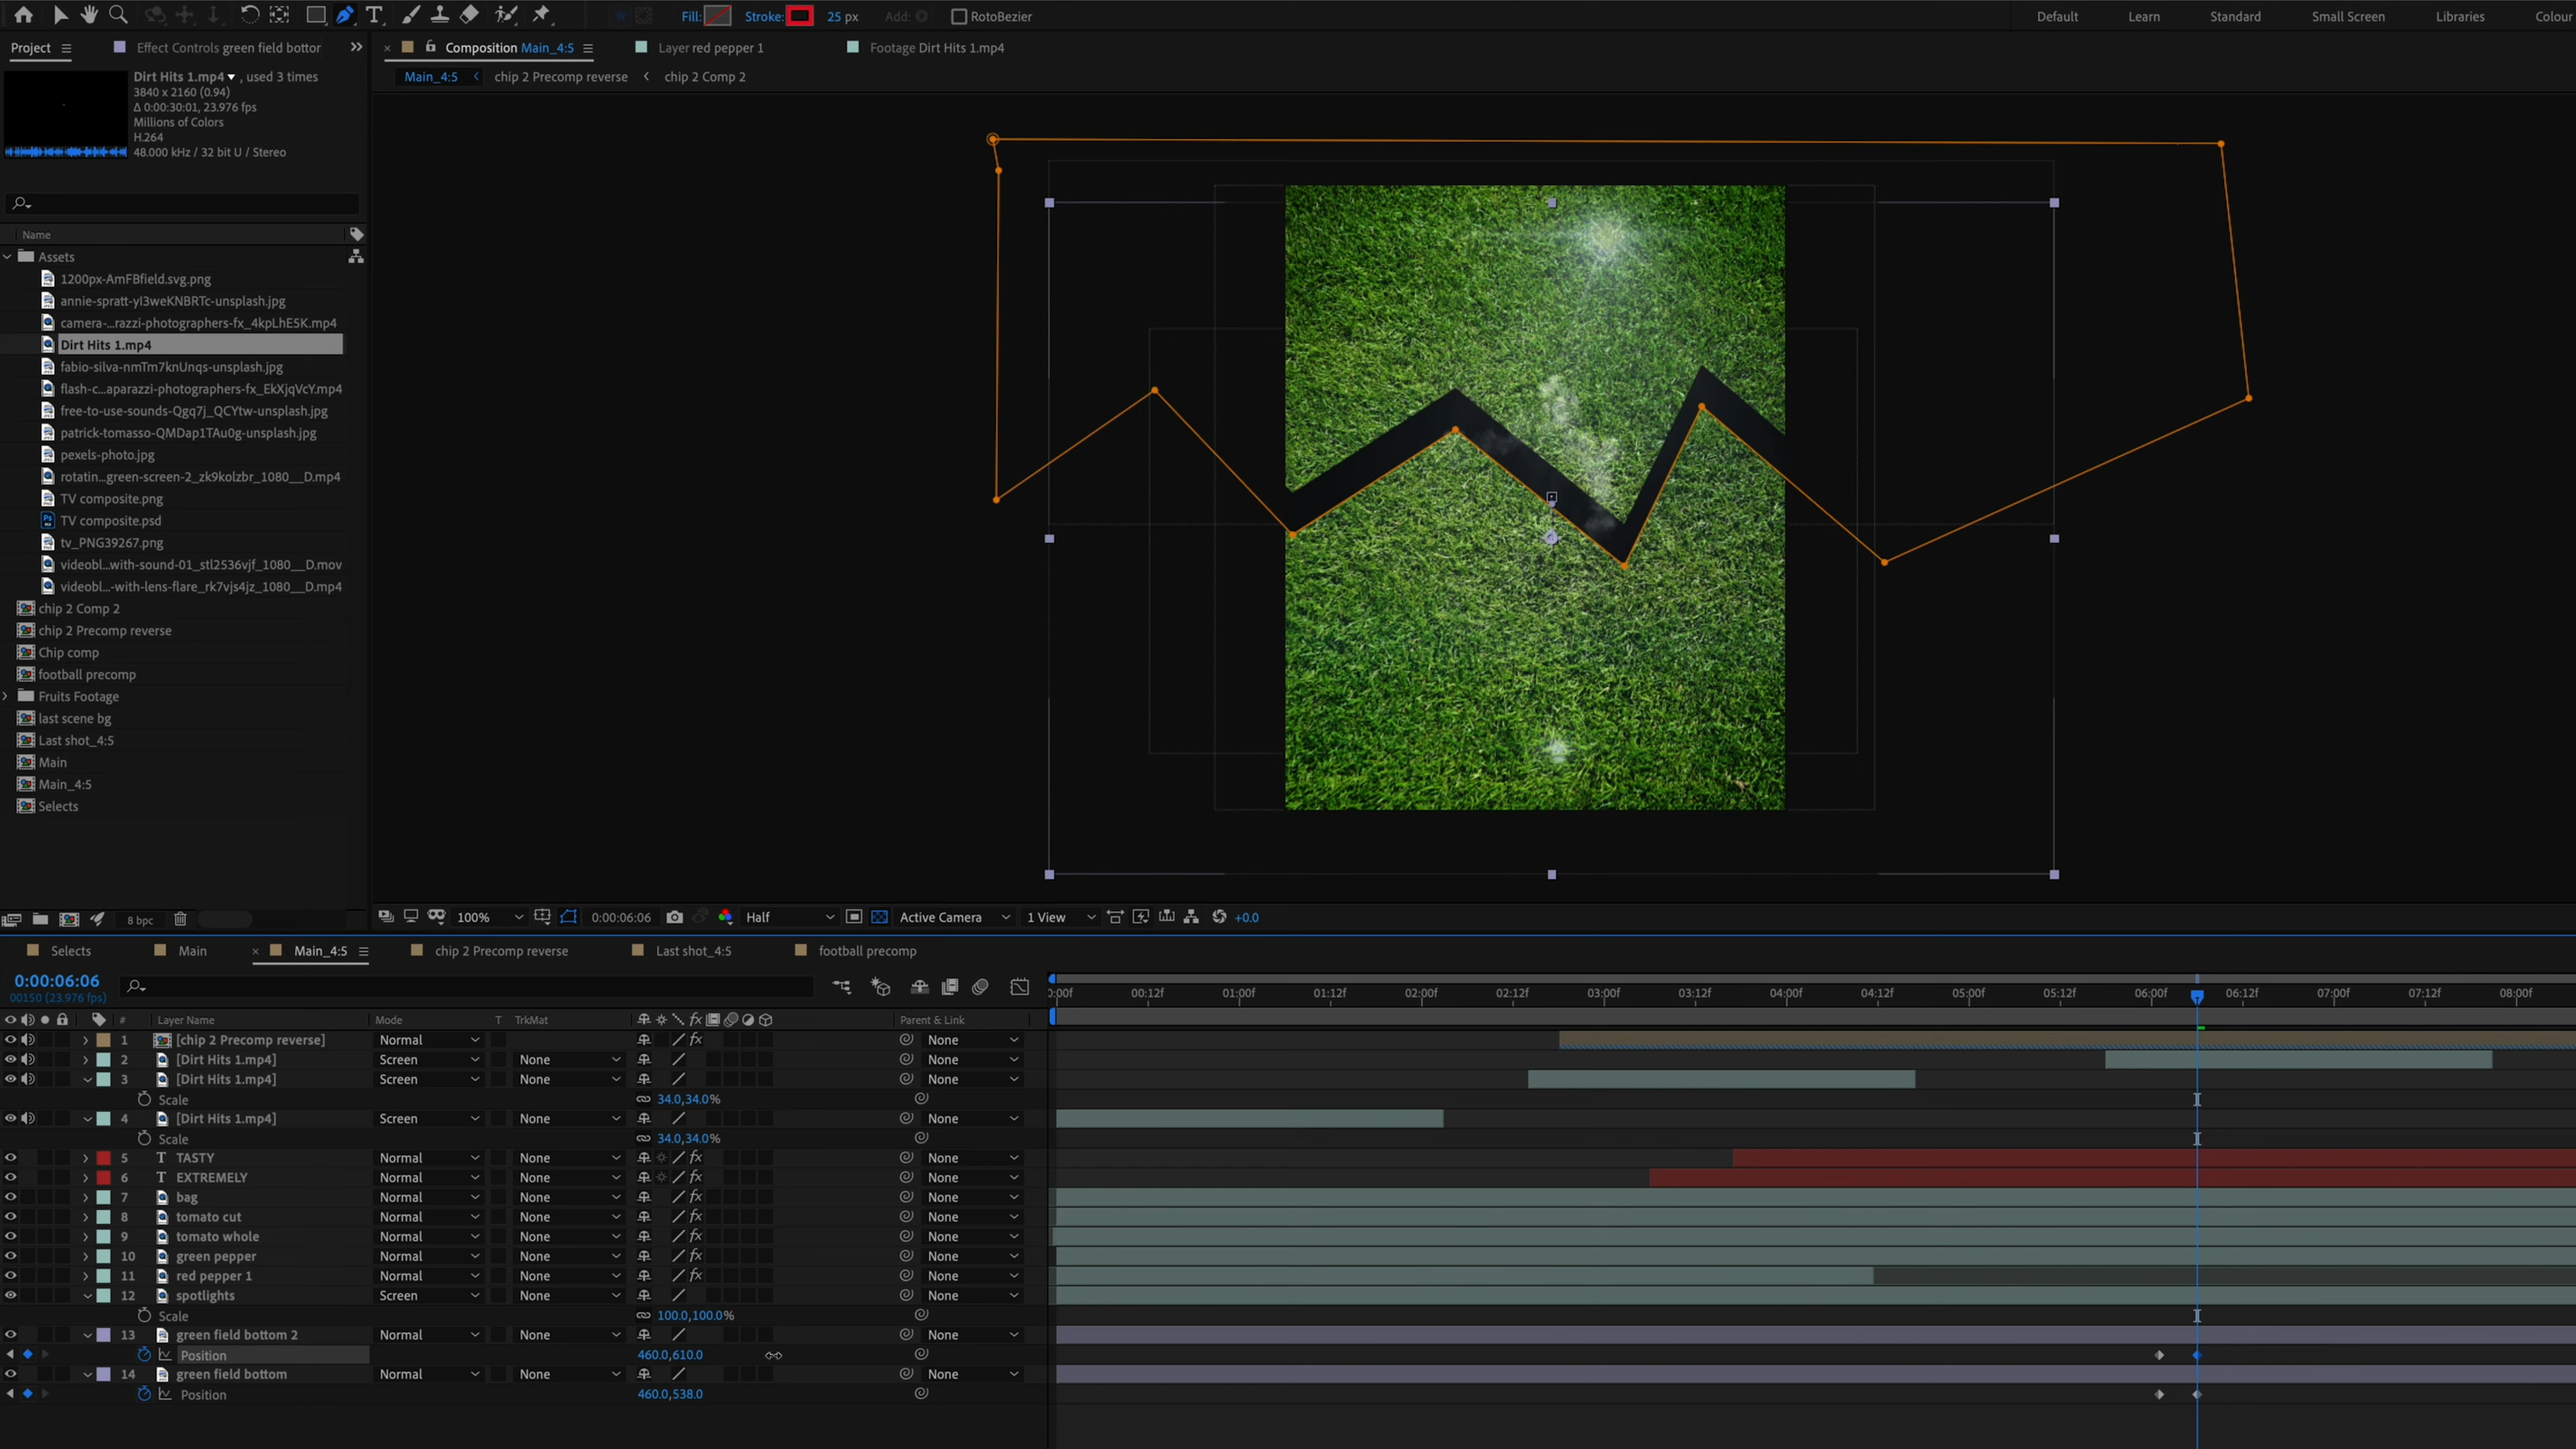 Fill: Stroke: 25 px Add: RotoBezier Default Learn Standard Small Screen Libraries Colour
Project Effect Controls green field bottor
Composition Main_4:5 Layer red pepper 1 Footage Dirt Hits 1.mp4
Main_4:5 chip 2 Precomp reverse chip 2 Comp 2
Dirt Hits 1.mp4 , used 3 times
3840 x 2160 (0.94)
Δ 0:00:30:01, 23.976 fps
Millions of Colors
H.264
48.000 kHz / 32 bit U / Stereo
Name
Assets
1200px-AmFBfield.svg.png
annie-spratt-yI3weKNBRTc-unsplash.jpg
camera-...razzi-photographers-fx_4kpLhE5K.mp4
Dirt Hits 1.mp4
fabio-silva-nmTm7knUnqs-unsplash.jpg
flash-c...aparazzi-photographers-fx_EkXjqVcY.mp4
free-to-use-sounds-Qgq7j_QCYtw-unsplash.jpg
patrick-tomasso-QMDap1TAu0g-unsplash.jpg
pexels-photo.jpg
rotatin...green-screen-2_zk9kolzbr_1080__D.mp4
TV composite.png
TV composite.psd
tv_PNG39267.png
videobl...with-sound-01_stl2536vjf_1080__D.mov
videobl...-with-lens-flare_rk7vjs4jz_1080__D.mp4
chip 2 Comp 2
chip 2 Precomp reverse
Chip comp
football precomp
Fruits Footage
last scene bg
Last shot_4:5
Main
Main_4:5
Selects
8 bpc
100% 0:00:06:06 Half Active Camera 1 View +0.0
Selects Main Main_4:5 chip 2 Precomp reverse Last shot_4:5 football precomp
0:00:06:06
00150 (23.976 fps)
0:00f 00:12f 01:00f 01:12f 02:00f 02:12f 03:00f 03:12f 04:00f 04:12f 05:00f 05:12f 06:00f 06:12f 07:00f 07:12f 08:00f
# Layer Name Mode T TrkMat fx Parent & Link
1 [chip 2 Precomp reverse] Normal fx None
2 [Dirt Hits 1.mp4] Screen None None
3 [Dirt Hits 1.mp4] Screen None None
Scale 34.0,34.0%
4 [Dirt Hits 1.mp4] Screen None None
Scale 34.0,34.0%
5 T TASTY Normal None fx None
6 T EXTREMELY Normal None fx None
7 bag Normal None fx None
8 tomato cut Normal None fx None
9 tomato whole Normal None fx None
10 green pepper Normal None fx None
11 red pepper 1 Normal None fx None
12 spotlights Screen None None
Scale 100.0,100.0%
13 green field bottom 2 Normal None None
Position 460.0,610.0
14 green field bottom Normal None None
Position 460.0,538.0